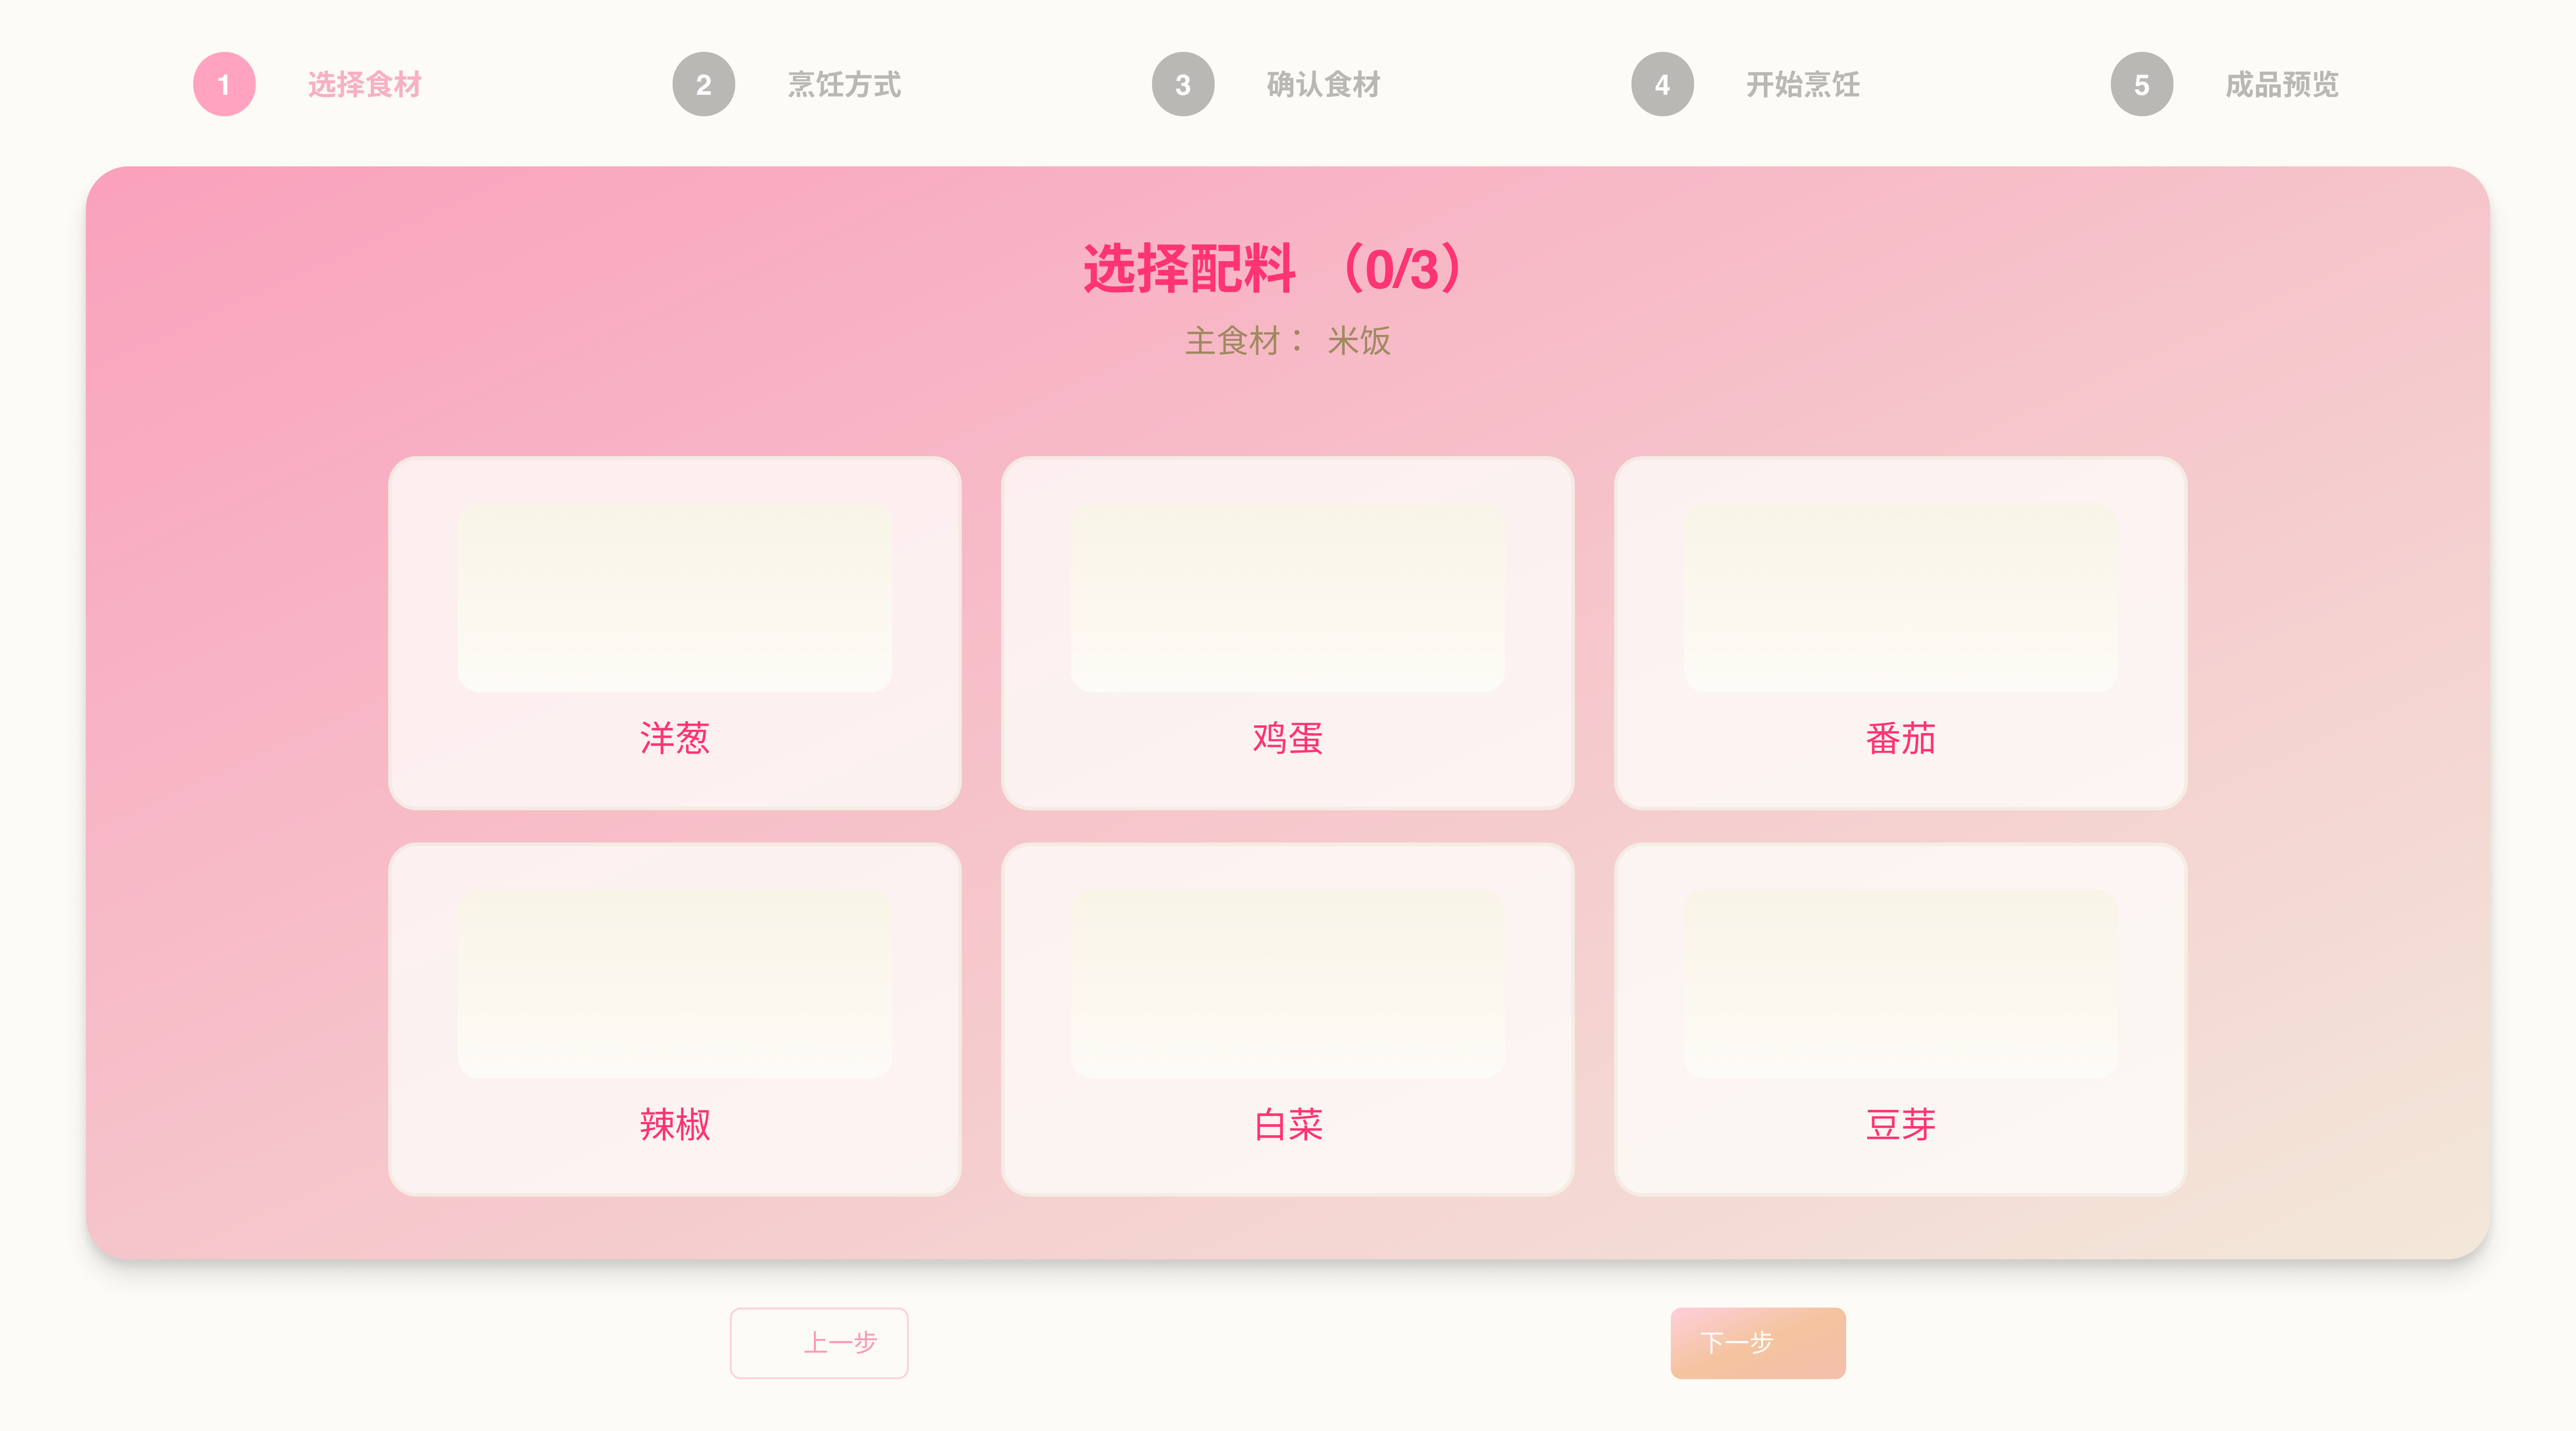 1 选择食材 2 烹饪方式 3 确认食材 4 开始烹饪 5 成品预览
选择配料 （0/3）
主食材： 米饭
洋葱 鸡蛋 番茄
辣椒 白菜 豆芽
上一步 下一步